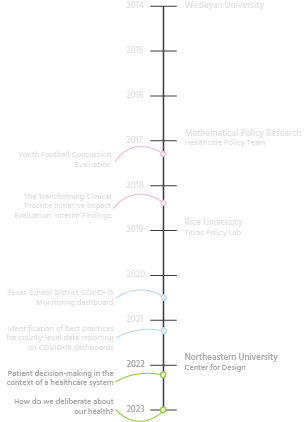 2014
Wesleyan University
2015
2016
2017
Mathematical Policy Research
Healthcare Policy Team
Youth Football Concussion
Evaluation
2018
The Transforming Clinical
Practice Initiative Impact
Evaluation: Interim Findings
Rice University
2019
Texas Policy Lab
2020
Texas School District COVID-19
Monitoring dashboard
2021
Identification of best practices
for county-level data reporting
on COVID-19 dashboards
Northeastern University
2022
Center for Design
Patient decision-making in the
context of a healthcare system
How do we deliberate about
our health?
2023